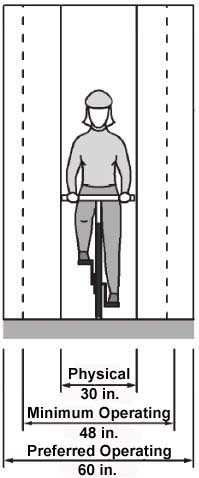 Physical
30 in.
Minimum Operating
48 in.
Preferred Operating
60 in.